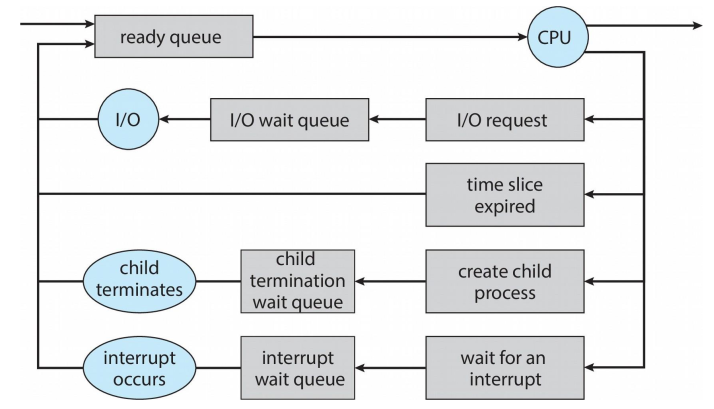 ready queue
CPU
I/O
I/O wait queue
I/O request
time slice
expired
child
terminates
child
termination
wait queue
create child
process
interrupt
occurs
interrupt
wait queue
wait for an
interrupt